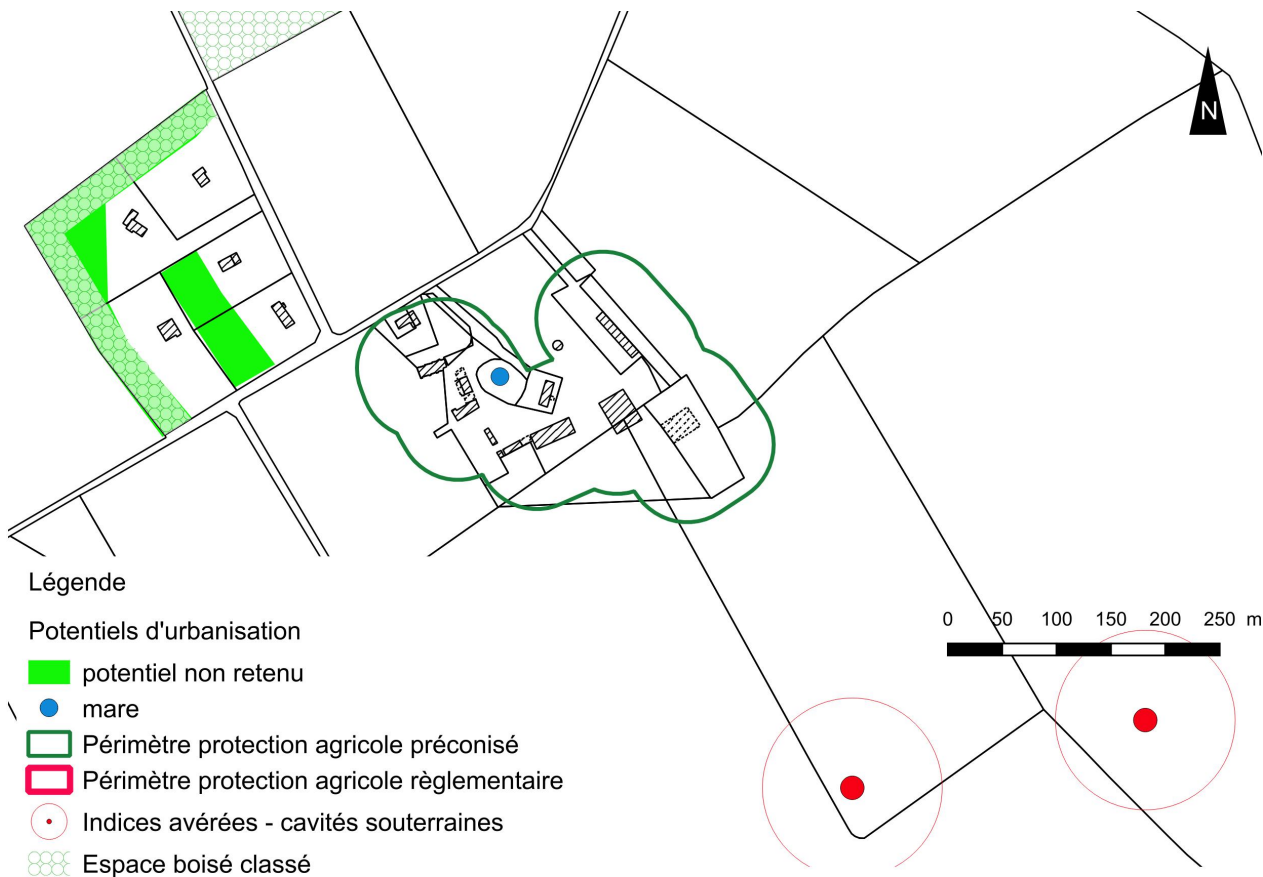 N
Légende
Potentiels d'urbanisation
potentiel non retenu
mare
Périmètre protection agricole préconisé
Périmètre protection agricole règlementaire
Indices avérées - cavités souterraines
Espace boisé classé
0 50 100 150 200 250 m